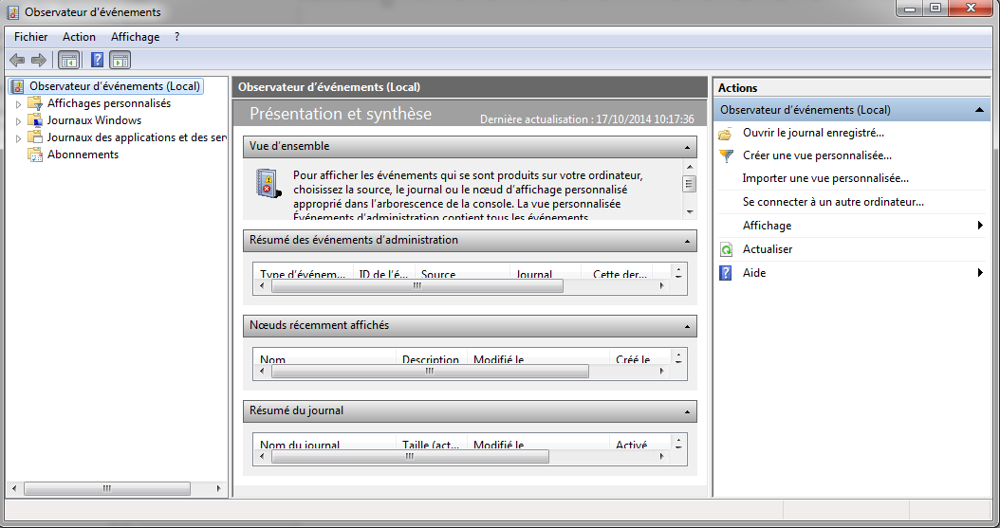 Observateur d'événements
Fichier Action Affichage ?
Observateur d'événements (Local)
Affichages personnalisés
Journaux Windows
Journaux des applications et des ser
Abonnements
Observateur d'événements (Local)
Présentation et synthèse
Dernière actualisation : 17/10/2014 10:17:36
Vue d'ensemble
Pour afficher les événements qui se sont produits sur votre ordinateur,
choisissez la source, le journal ou le nœud d'affichage personnalisé
approprié dans l'arborescence de la console. La vue personnalisée
Événements d'administration contient tous les événements
Résumé des événements d'administration
Type d'événem... ID de l'é... Source Journal Cette der...
Nœuds récemment affichés
Nom Description Modifié le Créé le
Résumé du journal
Nom du journal Taille (act... Modifié le Activé
Actions
Observateur d'événements (Local)
Ouvrir le journal enregistré...
Créer une vue personnalisée...
Importer une vue personnalisée...
Se connecter à un autre ordinateur...
Affichage
Actualiser
Aide